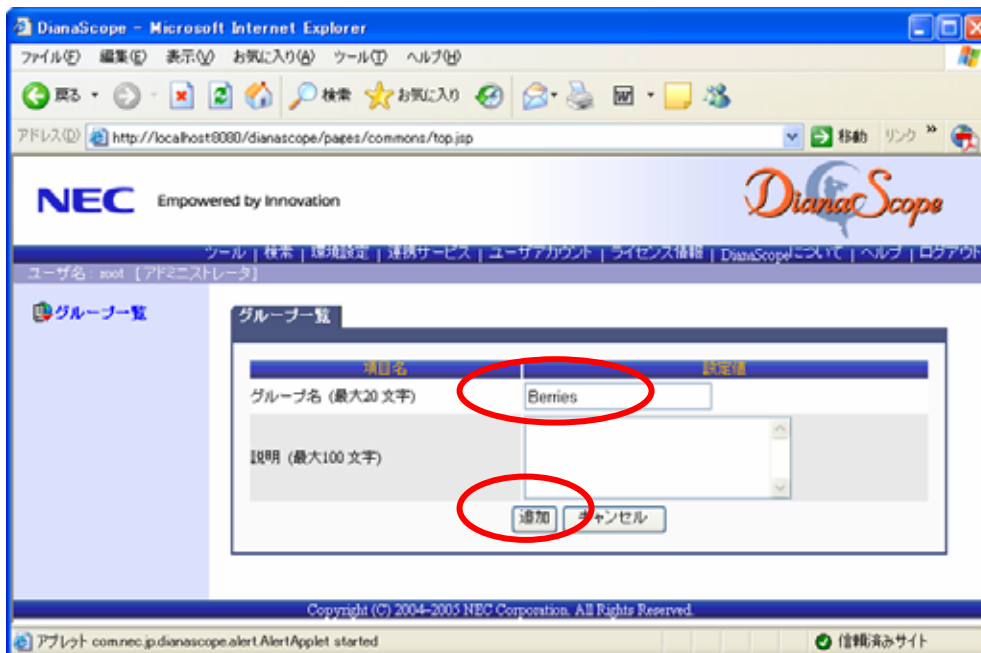 DianaScope - Microsoft Internet Explorer
ファイル(F) 編集(E) 表示(V) お気に入り(A) ツール(T) ヘルプ(H)
戻る 検索 お気に入り
アドレス(D) http://localhost:8080/dianascope/pages/commons/top.jsp 移動 リンク »
NEC Empowered by Innovation DianaScope
ツール | 検索 | 環境設定 | 連携サービス | ユーザアカウント | ライセンス情報 | DianaScopeについて | ヘルプ | ログアウト
ユーザ名 : root [アドミニストレータ]
グループ一覧
グループ一覧
項目名 設定値
グループ名 (最大20 文字) Berries
説明 (最大100 文字)
追加 キャンセル
Copyright (C) 2004-2005 NEC Corporation. All Rights Reserved.
アプレット com.nec.jp.dianascope.alert.AlertApplet started 信頼済みサイト